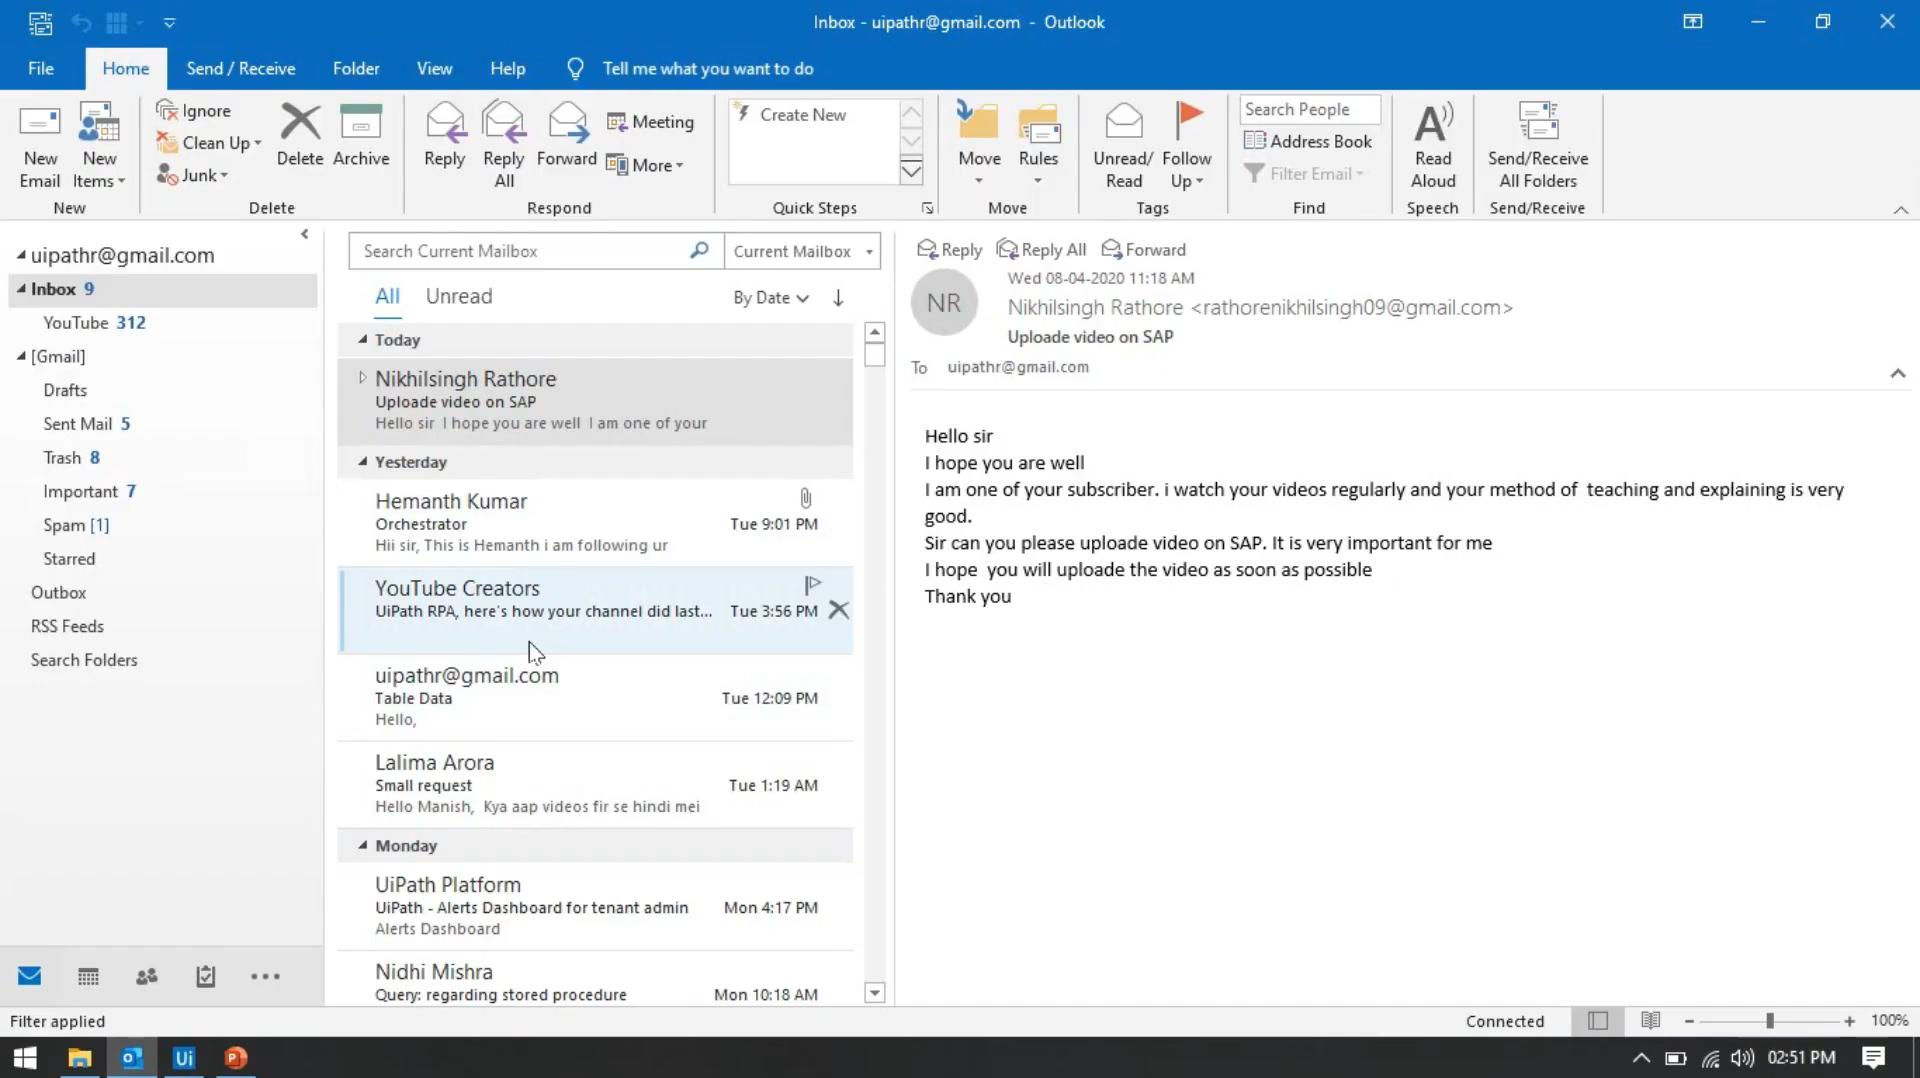 Inbox - uipathr@gmail.com - Outlook
File Home Send / Receive Folder View Help Tell me what you want to do
New Email
New Items
New
Ignore
Clean Up
Junk
Delete
Archive
Delete
Reply
Reply All
Forward
Meeting
More
Respond
Create New
Quick Steps
Move
Rules
Move
Unread/ Read
Follow Up
Tags
Search People
Address Book
Filter Email
Find
Read Aloud
Speech
Send/Receive All Folders
Send/Receive
uipathr@gmail.com
Inbox 9
YouTube 312
[Gmail]
Drafts
Sent Mail 5
Trash 8
Important 7
Spam [1]
Starred
Outbox
RSS Feeds
Search Folders
Search Current Mailbox
Current Mailbox
All Unread By Date
Today
Nikhilsingh Rathore
Uploade video on SAP
Hello sir I hope you are well I am one of your
Yesterday
Hemanth Kumar
Orchestrator Tue 9:01 PM
Hii sir, This is Hemanth i am following ur
YouTube Creators
UiPath RPA, here's how your channel did last... Tue 3:56 PM
uipathr@gmail.com
Table Data Tue 12:09 PM
Hello,
Lalima Arora
Small request Tue 1:19 AM
Hello Manish, Kya aap videos fir se hindi mei
Monday
UiPath Platform
UiPath - Alerts Dashboard for tenant admin Mon 4:17 PM
Alerts Dashboard
Nidhi Mishra
Query: regarding stored procedure Mon 10:18 AM
Reply Reply All Forward
NR
Wed 08-04-2020 11:18 AM
Nikhilsingh Rathore <rathorenikhilsingh09@gmail.com>
Uploade video on SAP
To uipathr@gmail.com
Hello sir
I hope you are well
I am one of your subscriber. i watch your videos regularly and your method of teaching and explaining is very
good.
Sir can you please uploade video on SAP. It is very important for me
I hope you will uploade the video as soon as possible
Thank you
Filter applied
Connected
100%
Ui
02:51 PM